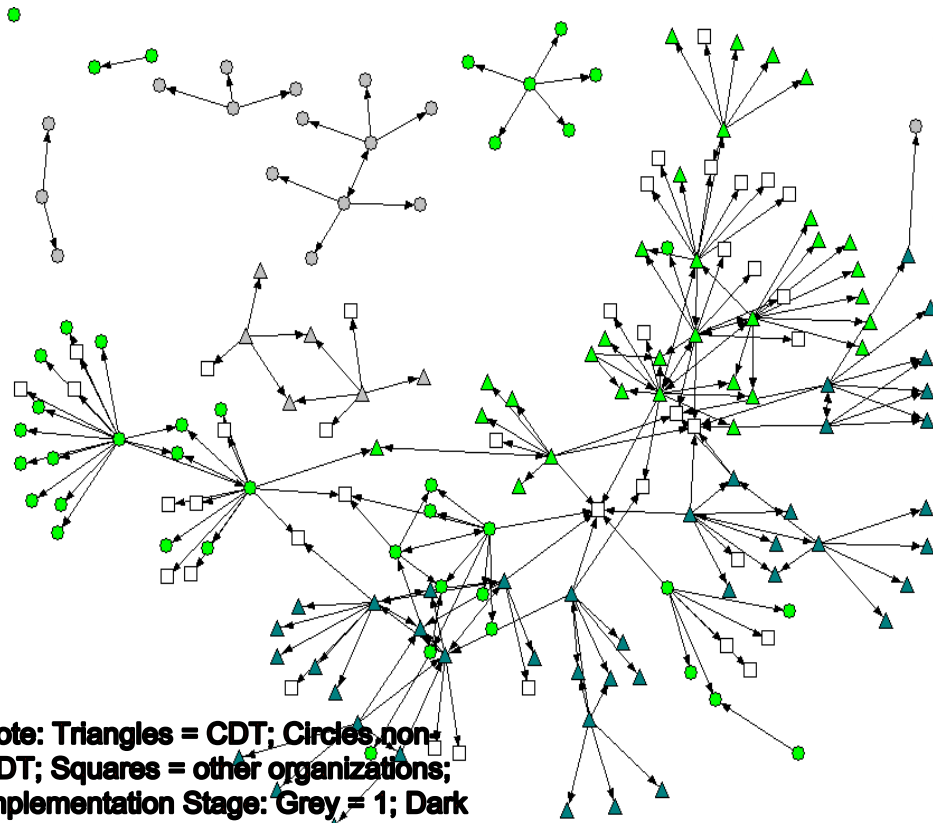 ote: Triangles = CDT; Circles non-
DT; Squares = other organizations;
mplementation Stage: Grey = 1; Dark